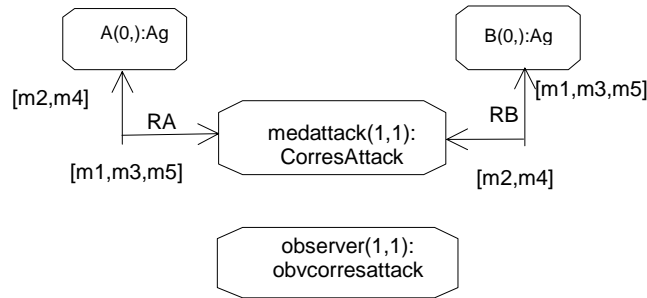 A(0,):Ag
B(0,):Ag
[m2,m4]
[m1,m3,m5]
RA
RB
medattack(1,1):
CorresAttack
[m1,m3,m5]
[m2,m4]
observer(1,1):
obvcorresattack